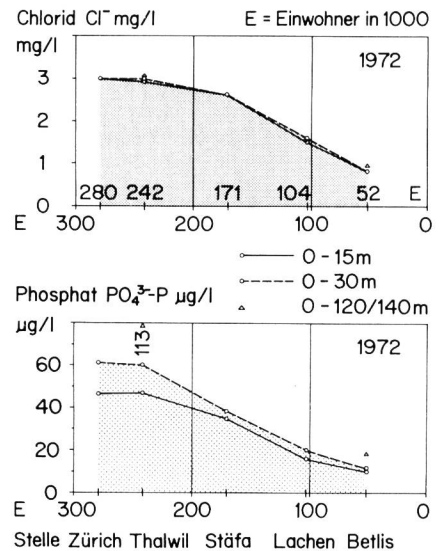 Chlorid Cl⁻ mg/l E = Einwohner in 1000
mg/l
1972
3
2
1
280 242 171 104 52 E
0
E 300 200 100 0
0 - 15m
0 - 30m
0 - 120/140m
Phosphat PO₄³⁻-P µg/l
µg/l
113
1972
60
40
20
0
E 300 200 100 0
Stelle Zürich Thalwil Stäfa Lachen Betlis